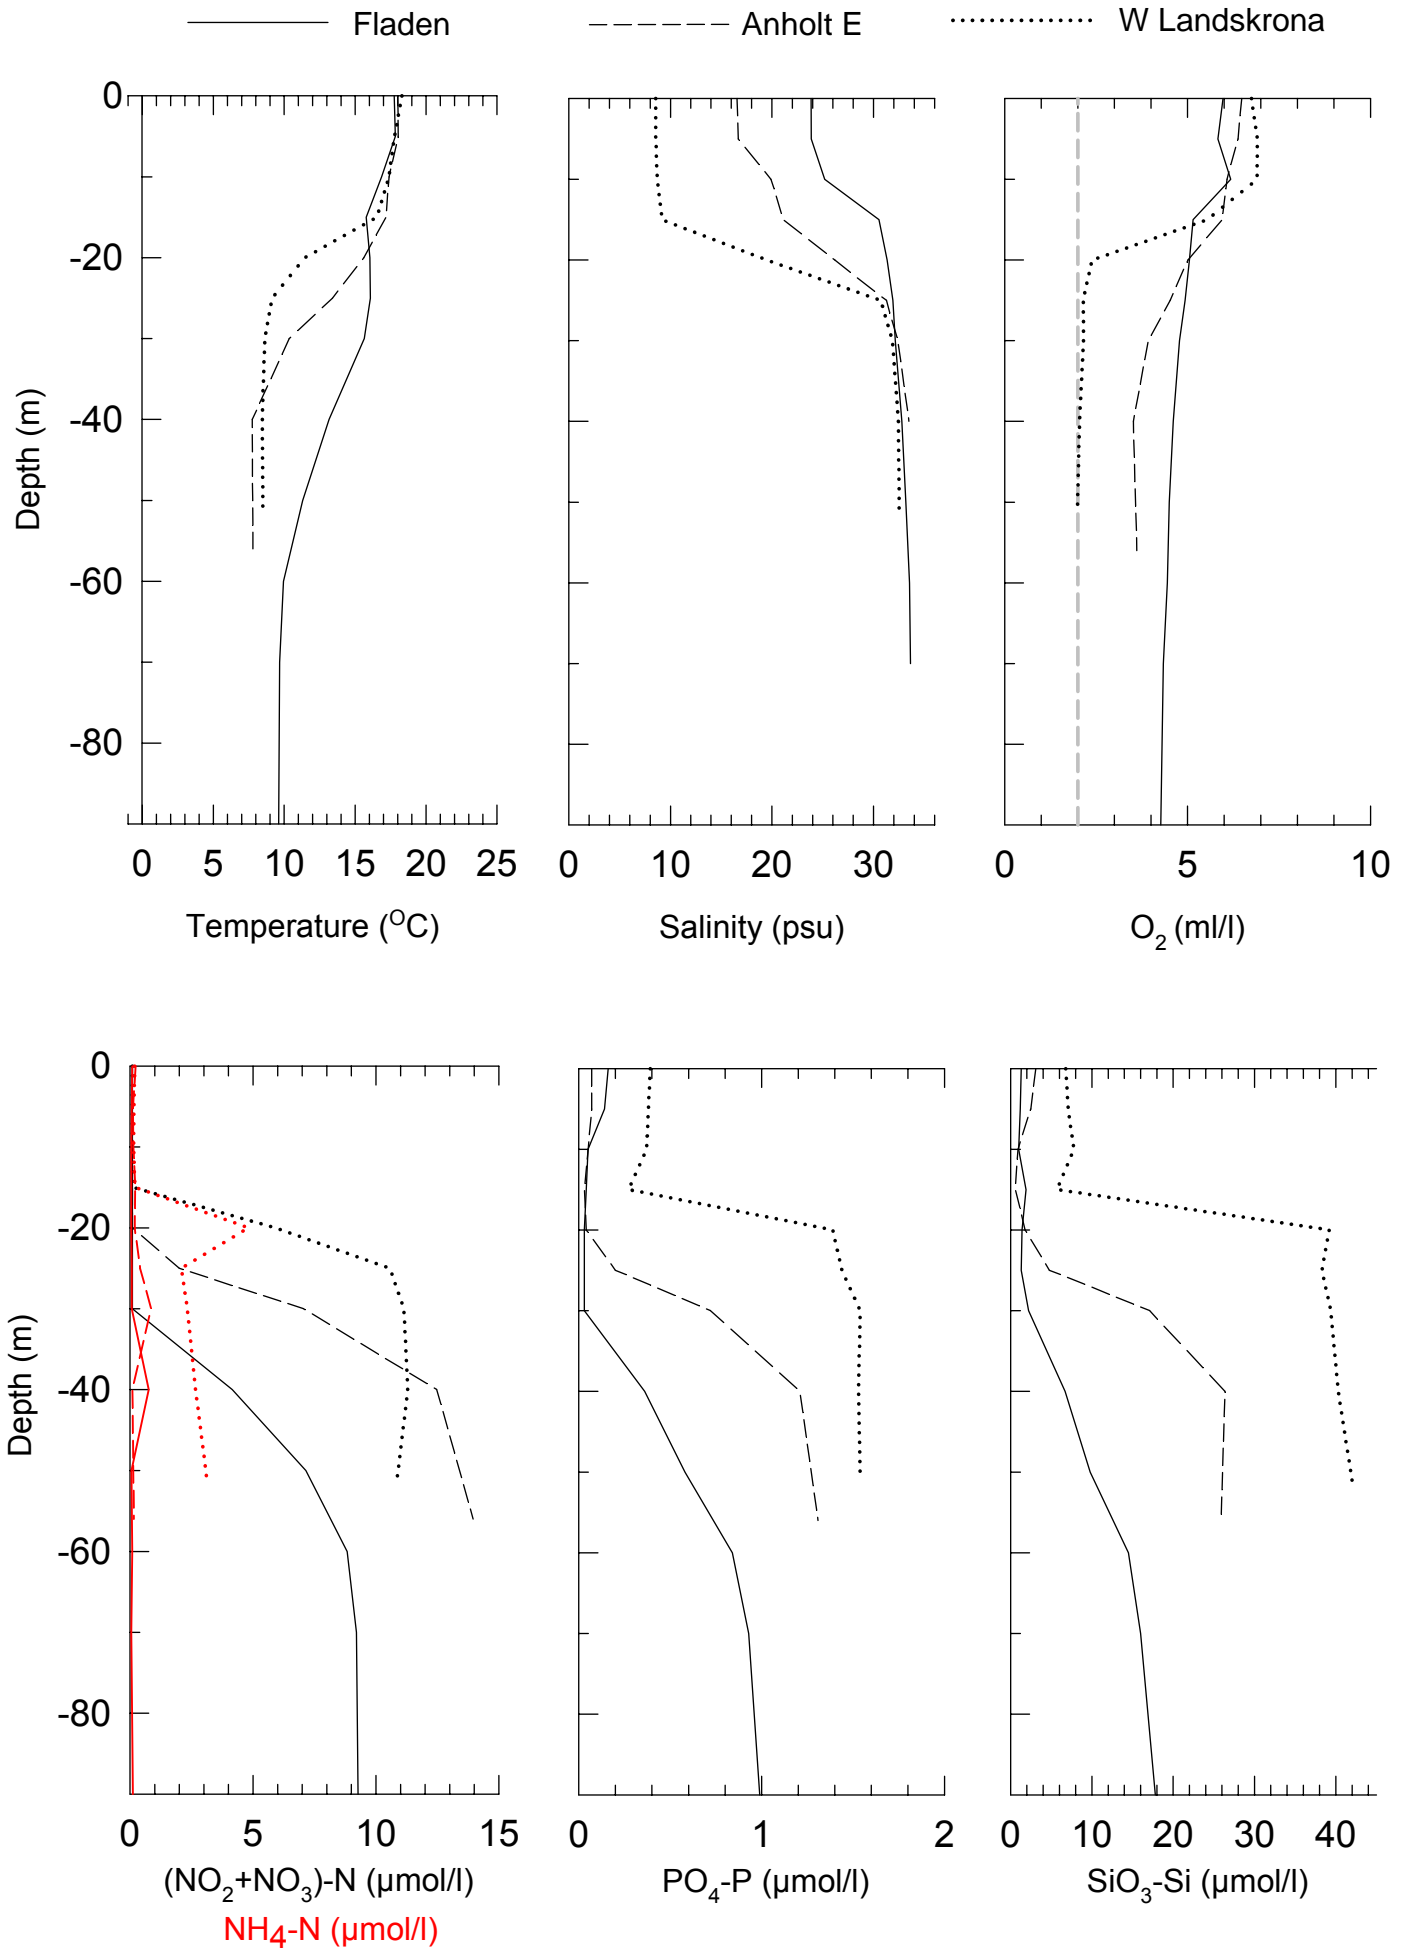 Fladen Anholt E W Landskrona
0
-20
-40
-60
-80
Depth (m)
0 5 10 15 20 25
Temperature (OC)
0 10 20 30
Salinity (psu)
0 5 10
O2 (ml/l)
0
-20
-40
-60
-80
Depth (m)
0 5 10 15
(NO2+NO3)-N (µmol/l)
NH4-N (µmol/l)
0 1 2
PO4-P (µmol/l)
0 10 20 30 40
SiO3-Si (µmol/l)